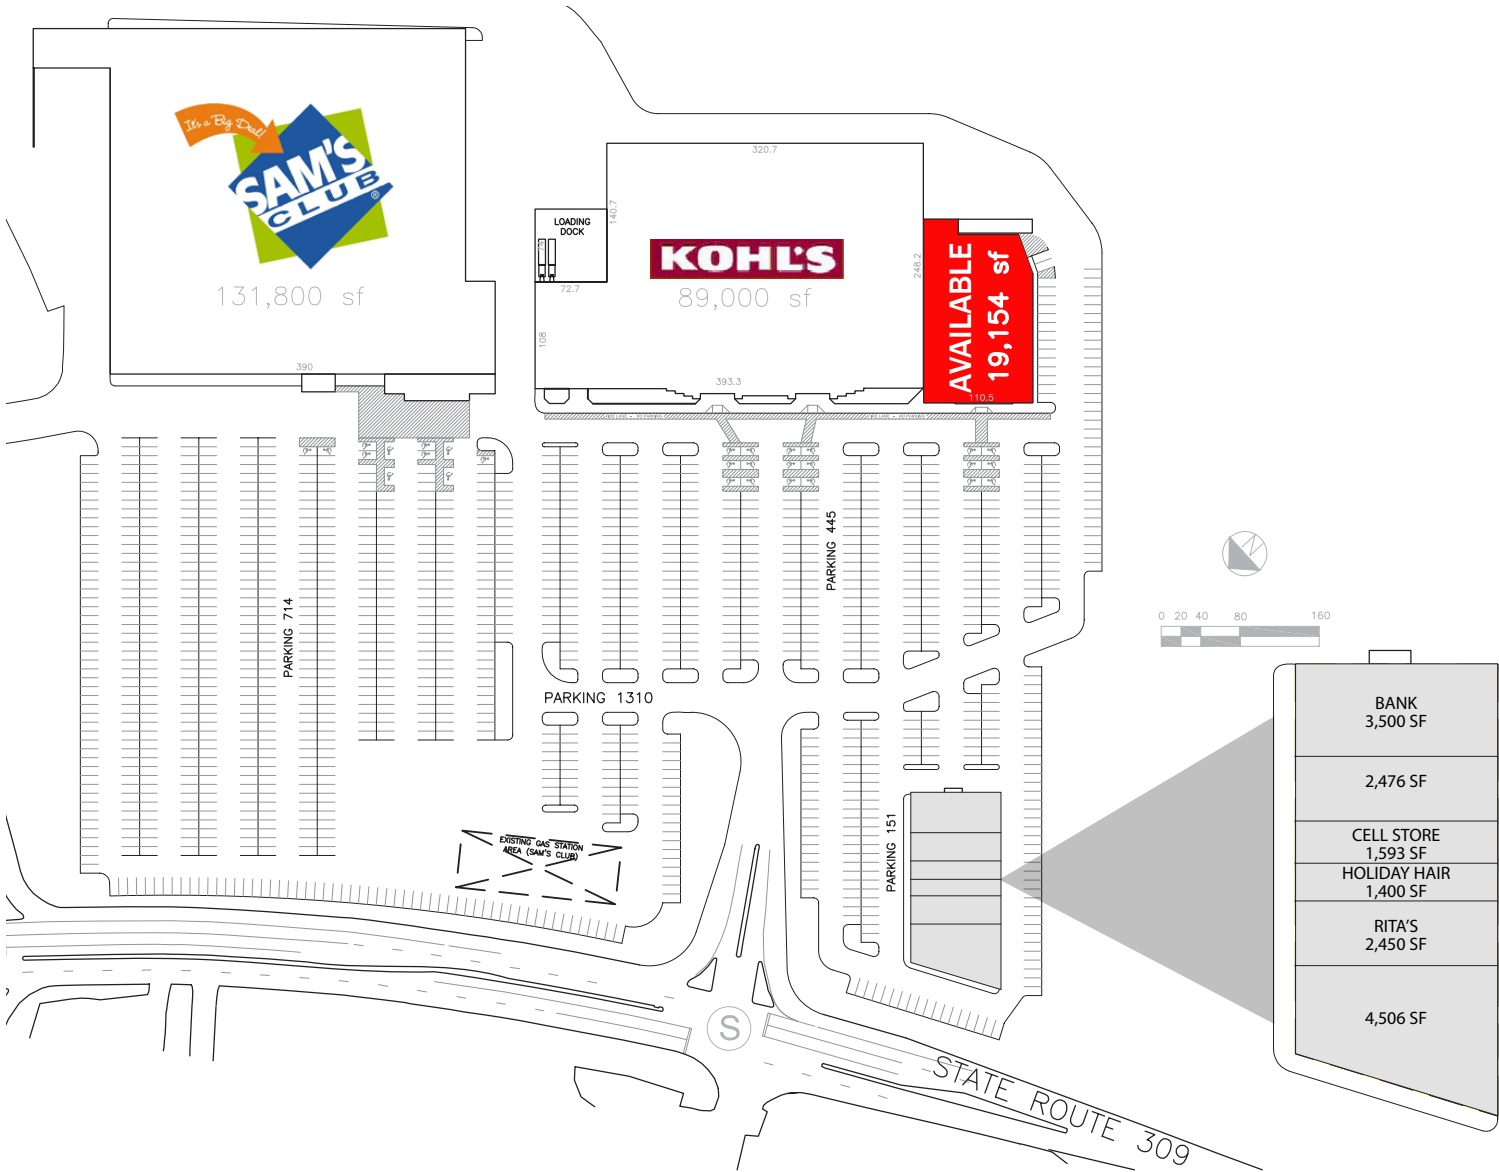 It's a Big Deal!
SAM'S
CLUB
®
131,800 sf
390
320.7
140.7
LOADING
DOCK
73
72.7
108
KOHL'S
89,000 sf
248.2
393.3
AVAILABLE
19,154 sf
110.5
PARKING 714
PARKING 445
PARKING 1310
PARKING 151
EXISTING GAS STATION
AREA (SAM'S CLUB)
N
0 20 40 80 160
BANK
3,500 SF
2,476 SF
CELL STORE
1,593 SF
HOLIDAY HAIR
1,400 SF
RITA'S
2,450 SF
4,506 SF
S
STATE ROUTE 309